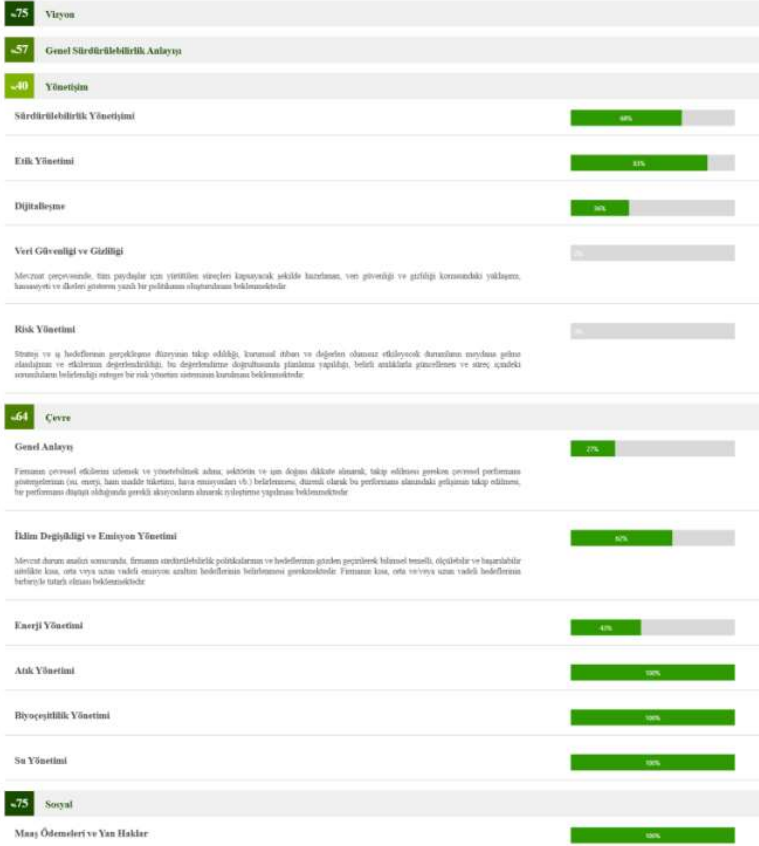 %75 Vizyon
%57 Genel Sürdürülebilirlik Anlayışı
%40 Yönetişim
Sürdürülebilirlik Yönetişimi 68%
Etik Yönetimi 83%
Dijitalleşme 36%
Veri Güvenliği ve Gizliliği 0%
Mevzuat çerçevesinde, tüm paydaşlar için yürütülen süreçleri kapsayacak şekilde hazırlanan, veri güvenliği ve gizliliği konusundaki yaklaşımı,
hassasiyeti ve ilkeleri gösteren yazılı bir politikanın oluşturulması beklenmektedir.
Risk Yönetimi 0%
Strateji ve iş hedeflerinin gerçekleşme düzeyinin takip edildiği, kurumsal itibarı ve değerleri olumsuz etkileyecek durumların meydana gelme
olasılığının ve etkilerinin değerlendirildiği, bu değerlendirme doğrultusunda planlama yapıldığı, belirli aralıklarla güncellenen ve süreç içindeki
sorumluların belirlendiği entegre bir risk yönetim sisteminin kurulması beklenmektedir.
%64 Çevre
Genel Anlayış 27%
Firmanın çevresel etkilerini izlemek ve yönetebilmek adına, sektörün ve işin doğası dikkate alınarak, takip edilmesi gereken çevresel performans
göstergelerinin (su, enerji, ham madde tüketimi, hava emisyonları vb.) belirlenmesi, düzenli olarak bu performans alanındaki gelişimin takip edilmesi,
bir performans düşüşü olduğunda gerekli aksiyonların alınarak iyileştirme yapılması beklenmektedir.
İklim Değişikliği ve Emisyon Yönetimi 62%
Mevcut durum analizi sonucunda, firmanın sürdürülebilirlik politikalarının ve hedeflerinin gözden geçirilerek bilimsel temelli, ölçülebilir ve başarılabilir
nitelikte kısa, orta veya uzun vadeli emisyon azaltım hedeflerinin belirlenmesi gerekmektedir. Firmanın kısa, orta ve/veya uzun vadeli hedeflerinin
birbiriyle tutarlı olması beklenmektedir.
Enerji Yönetimi 43%
Atık Yönetimi 100%
Biyoçeşitlilik Yönetimi 100%
Su Yönetimi 100%
%75 Sosyal
Maaş Ödemeleri ve Yan Haklar 100%